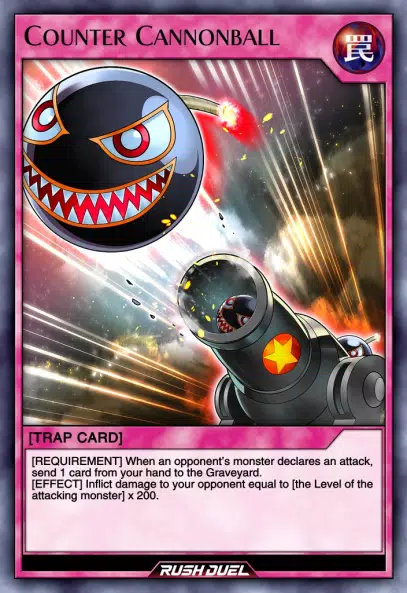 Counter Cannonball
罠
[TRAP CARD]
[REQUIREMENT] When an opponent's monster declares an attack,
send 1 card from your hand to the Graveyard.
[EFFECT] Inflict damage to your opponent equal to [the Level of the
attacking monster] x 200.
RUSH DUEL